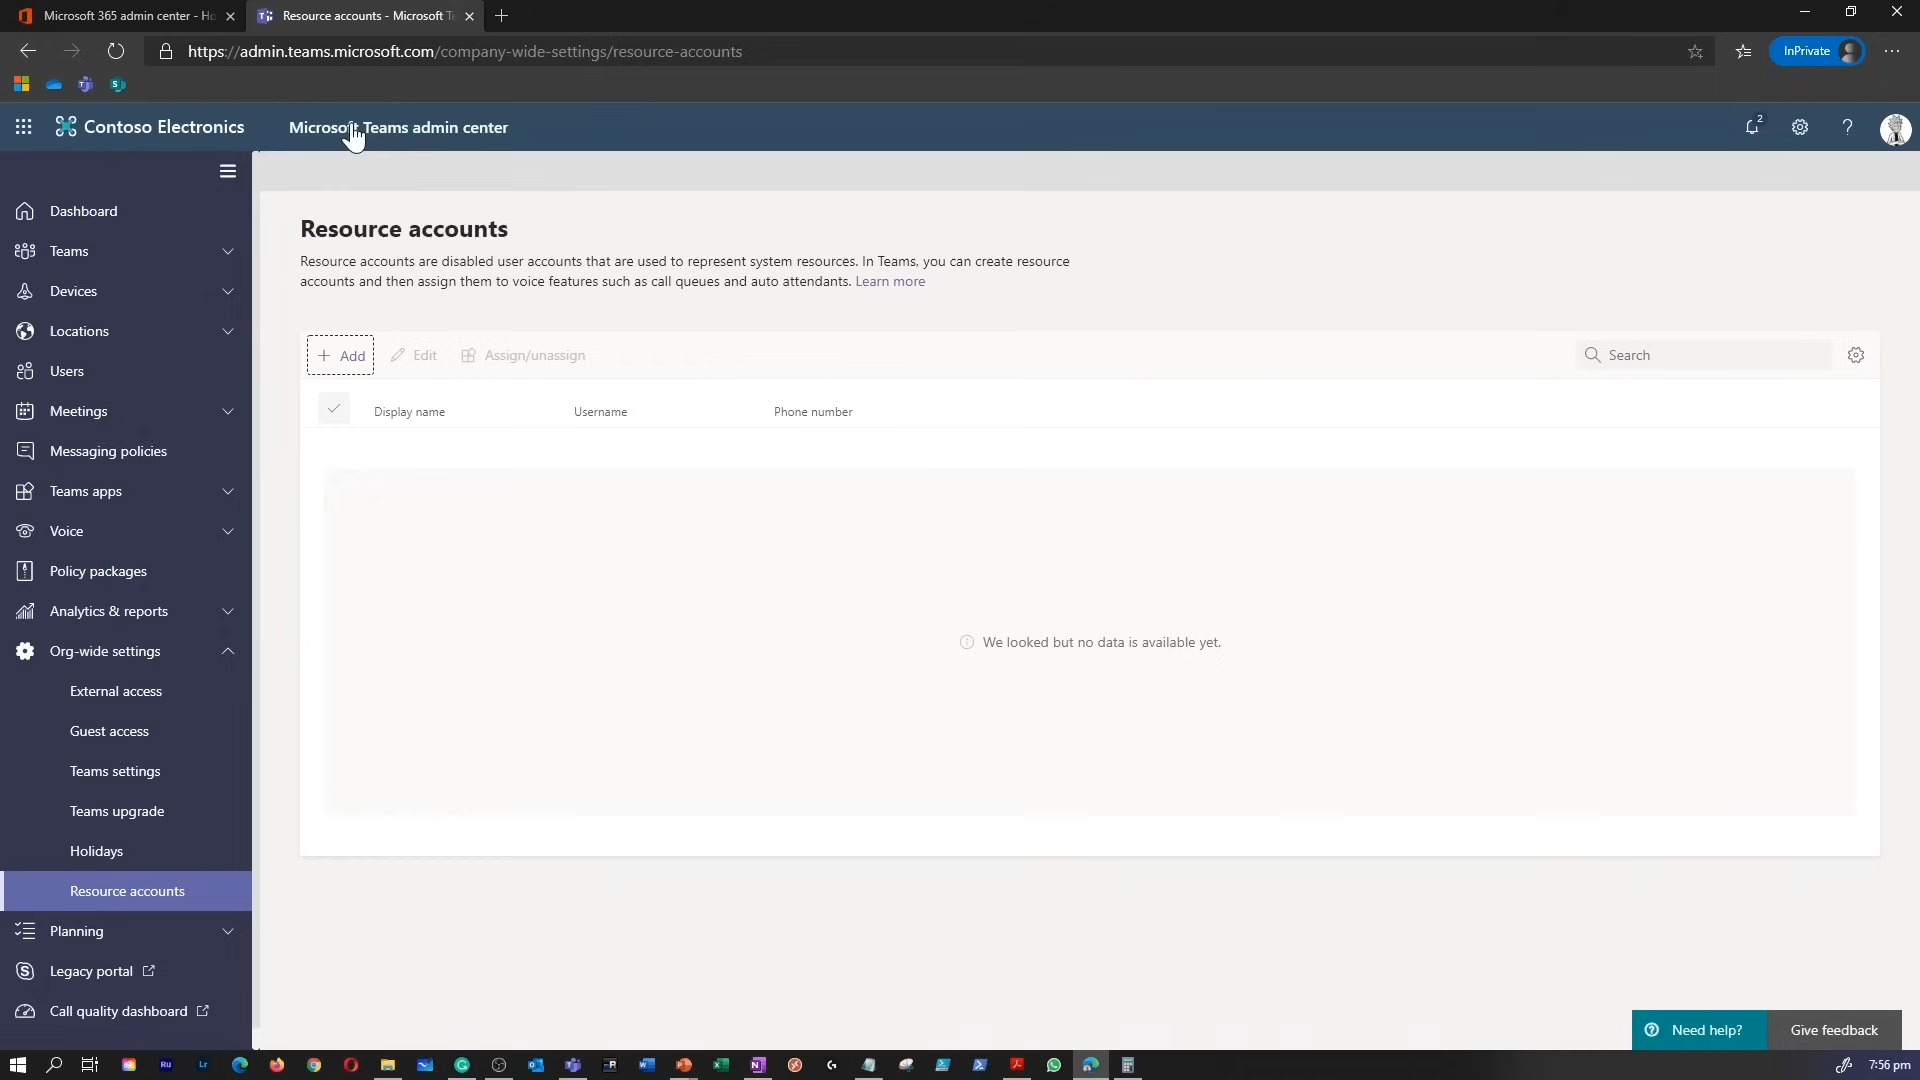 Microsoft 365 admin center - Ho
Resource accounts - Microsoft Te
https://admin.teams.microsoft.com/company-wide-settings/resource-accounts
InPrivate
Contoso Electronics
Microsoft Teams admin center
2
Dashboard
Teams
Devices
Locations
Users
Meetings
Messaging policies
Teams apps
Voice
Policy packages
Analytics & reports
Org-wide settings
External access
Guest access
Teams settings
Teams upgrade
Holidays
Resource accounts
Planning
Legacy portal
Call quality dashboard
Resource accounts
Resource accounts are disabled user accounts that are used to represent system resources. In Teams, you can create resource
accounts and then assign them to voice features such as call queues and auto attendants. Learn more
Add
Edit
Assign/unassign
Search
Display name
Username
Phone number
We looked but no data is available yet.
Need help?
Give feedback
7:56 pm